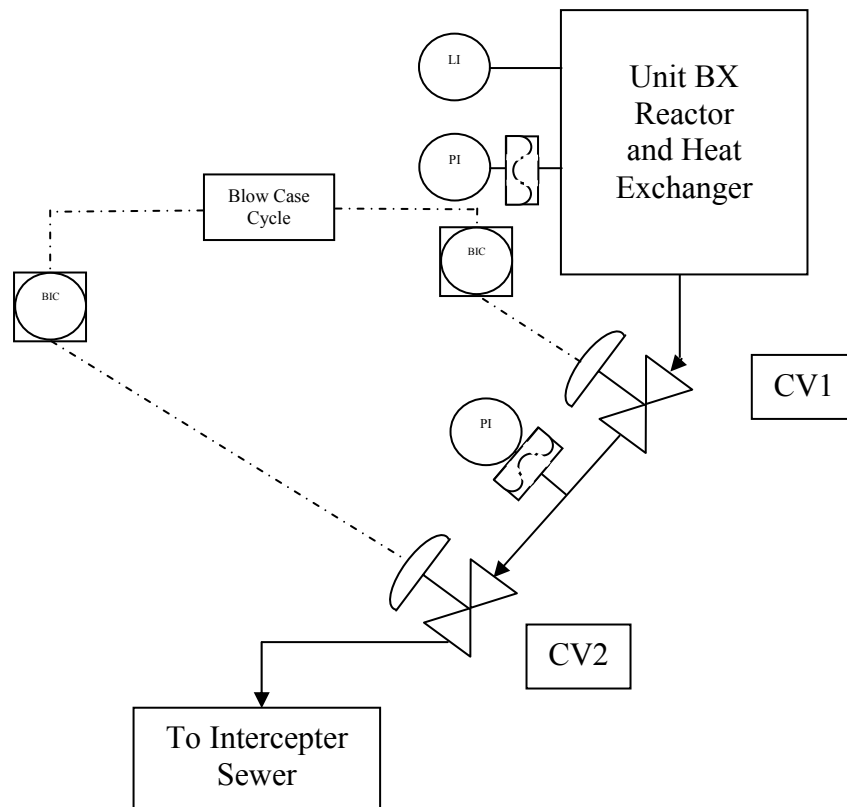 LI
Unit BX
Reactor
and Heat
Exchanger
PI
Blow Case
Cycle
BIC
BIC
CV1
PI
CV2
To Intercepter
Sewer